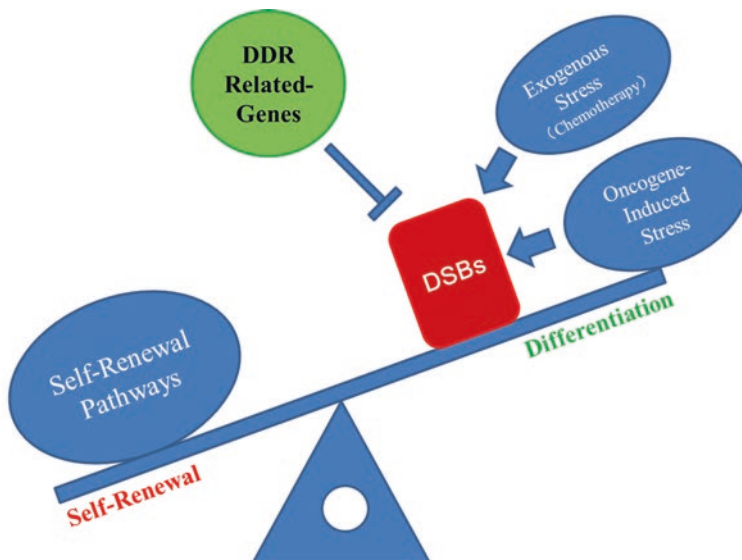 DDR
Related-
Genes
Exogenous
Stress
(Chemotherapy)
Oncogene-
Induced
Stress
DSBs
Self-Renewal
Pathways
Differentiation
Self-Renewal